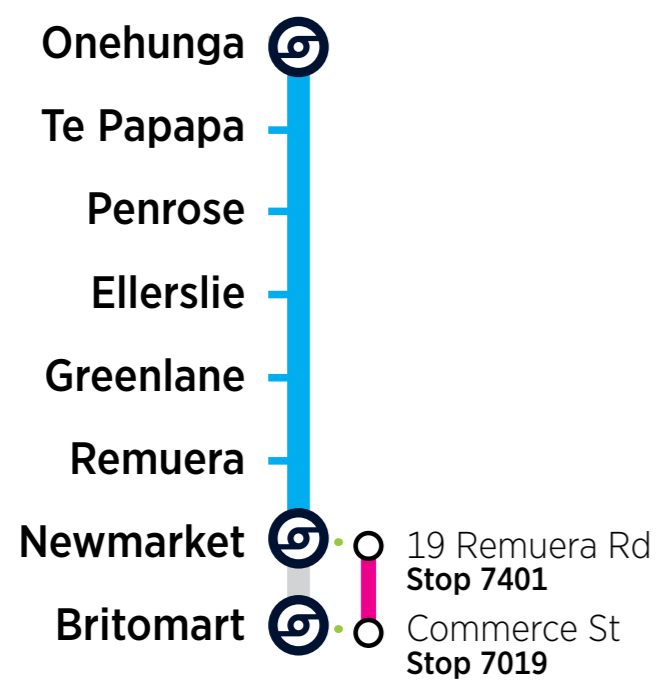 Onehunga
Te Papapa
Penrose
Ellerslie
Greenlane
Remuera
Newmarket
19 Remuera Rd
Stop 7401
Britomart
Commerce St
Stop 7019